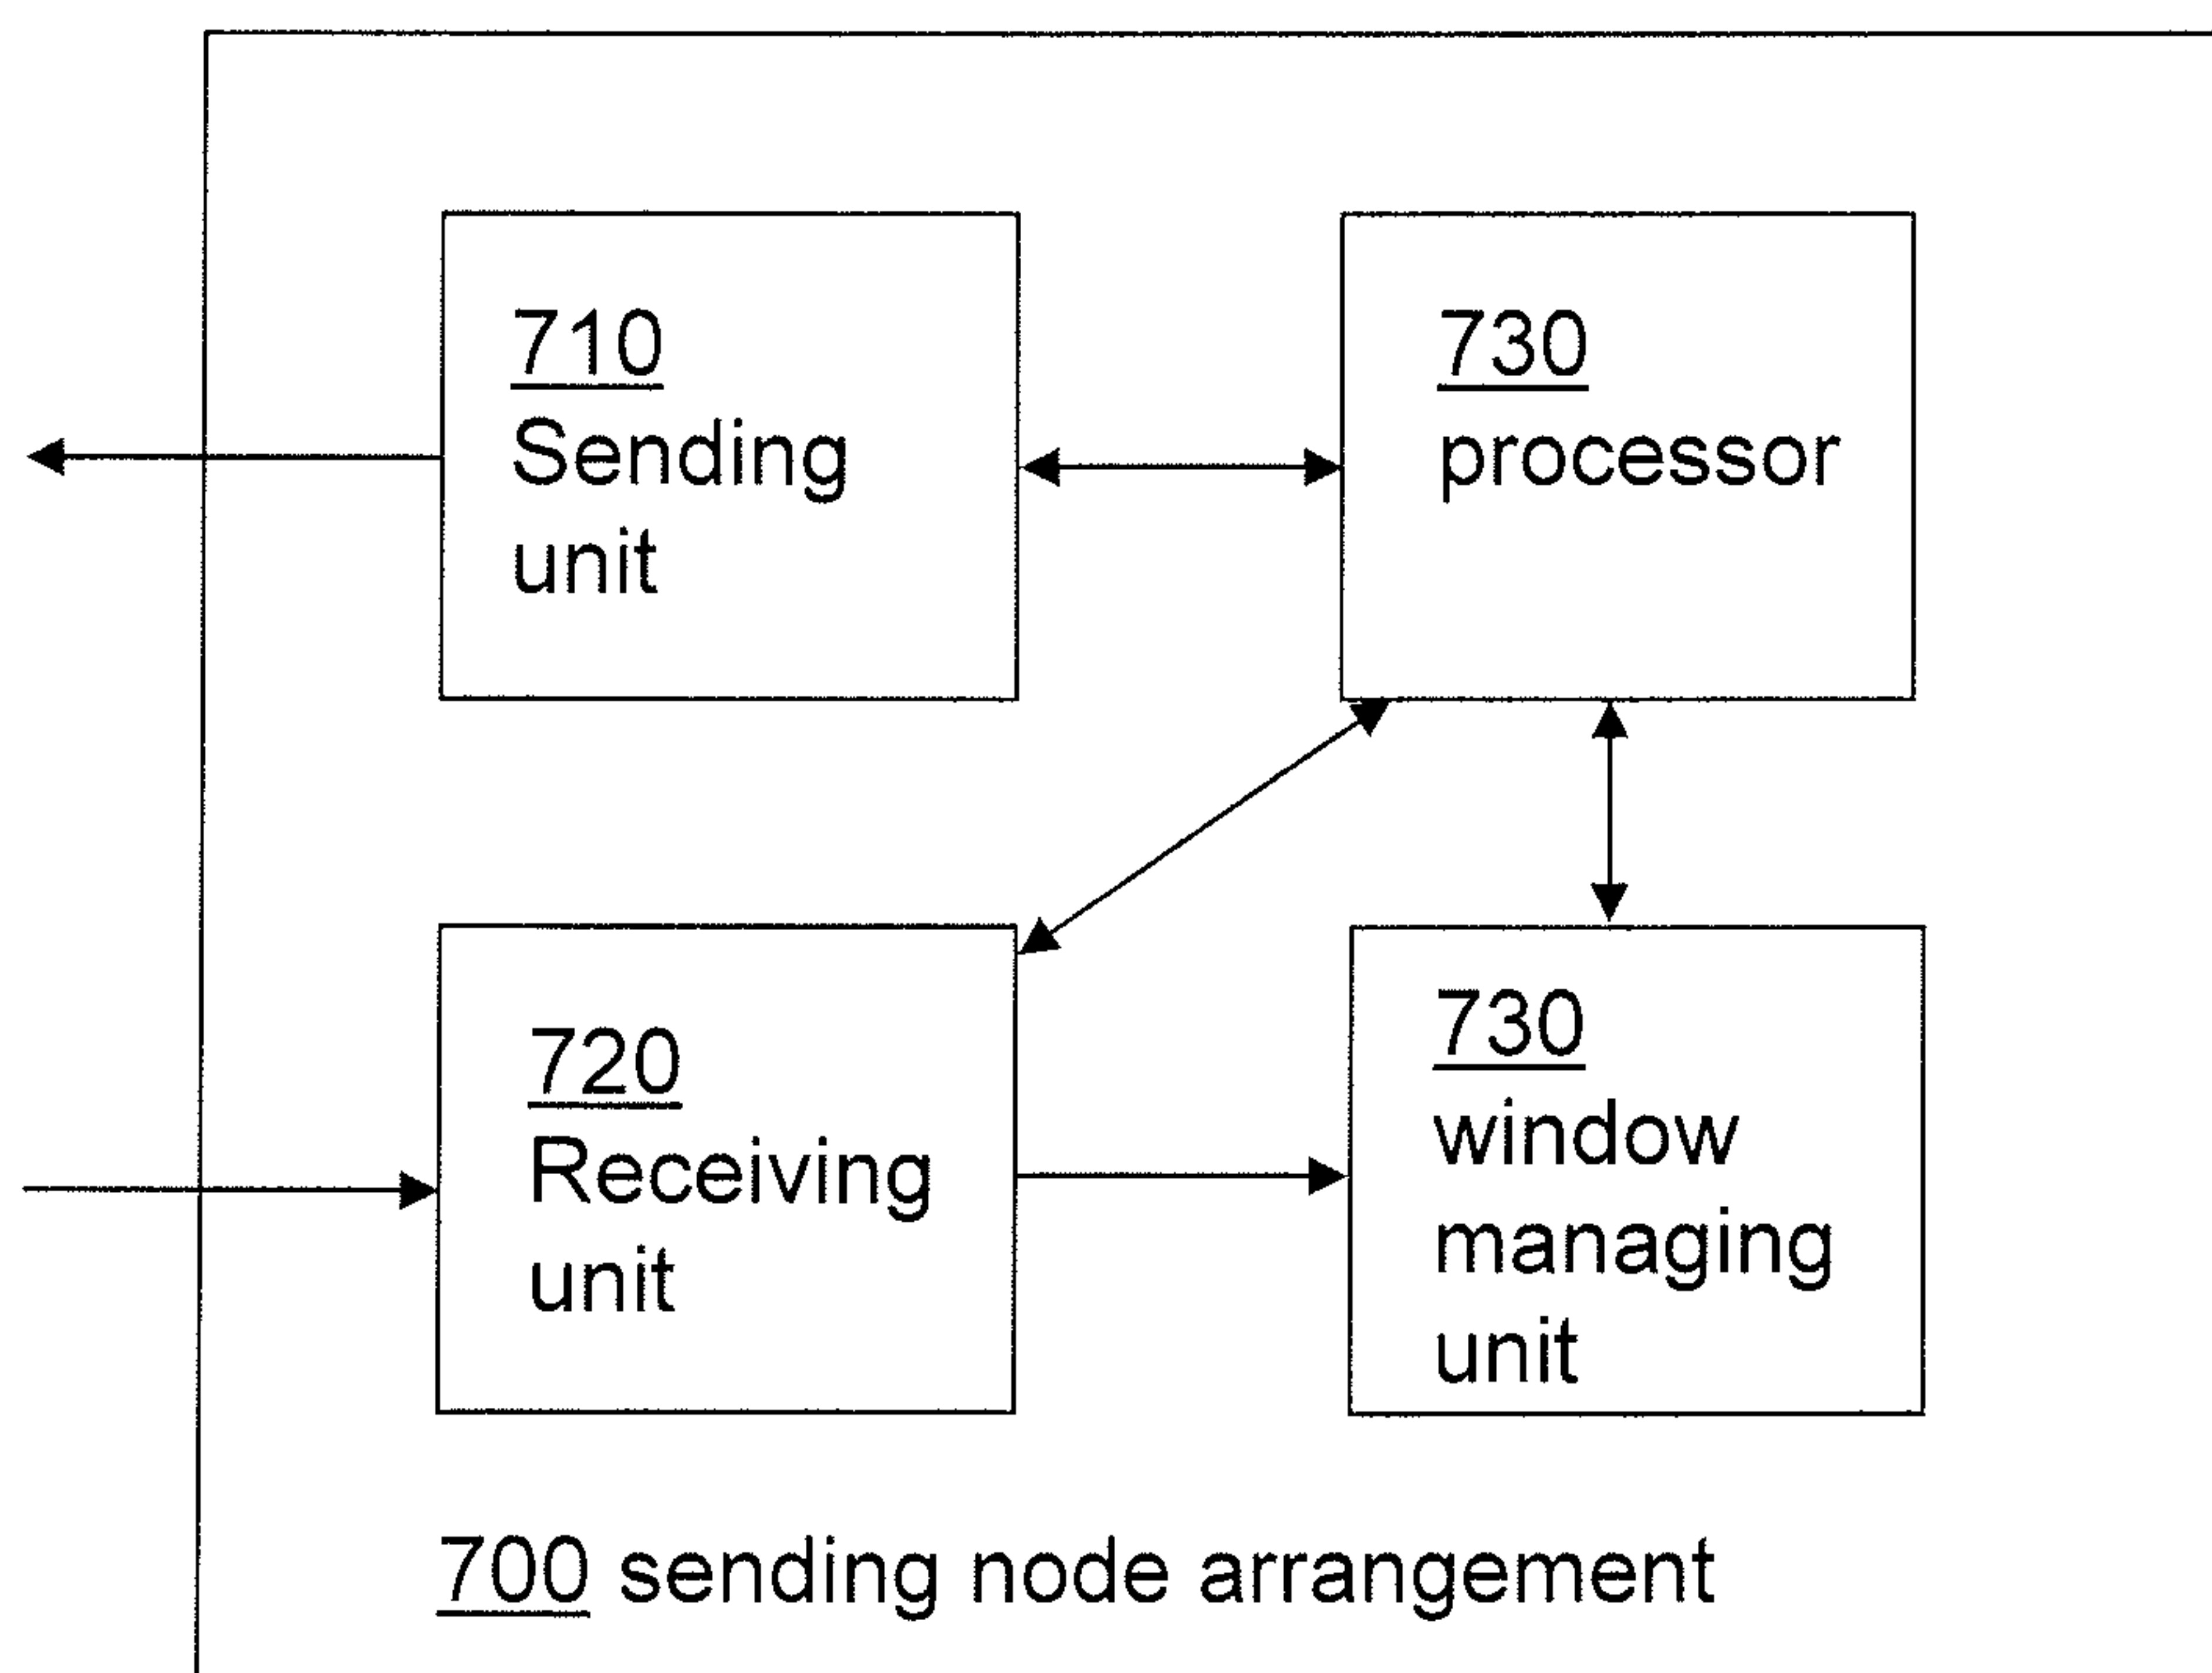 710
Sending
unit
730
processor
720
Receiving
unit
730
window
managing
unit
700 sending node arrangement